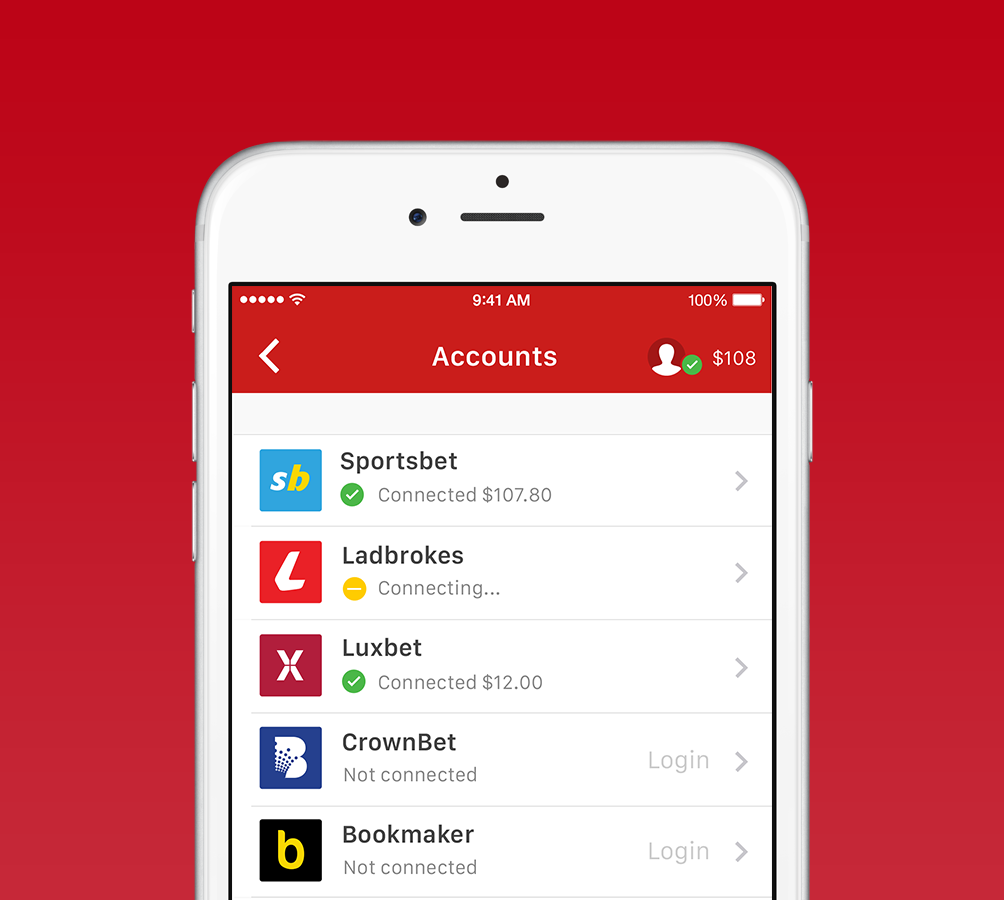 9:41 AM
100%
Accounts
$108
sb
Sportsbet
Connected $107.80
L
Ladbrokes
Connecting...
Luxbet
Connected $12.00
B
CrownBet
Not connected
Login
b
Bookmaker
Not connected
Login